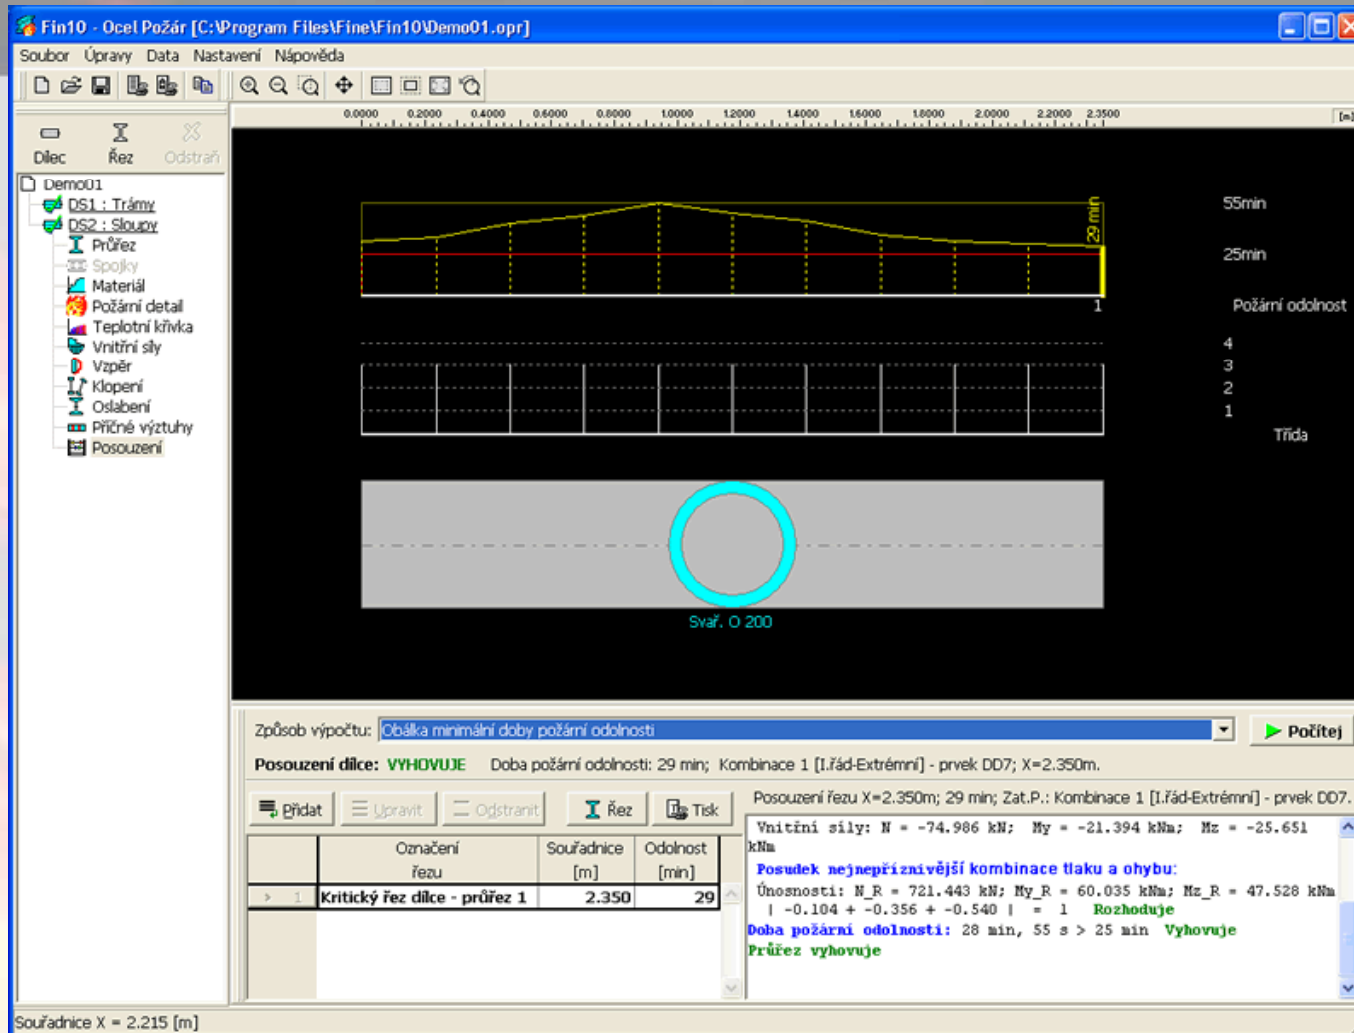 Fin10 - Ocel Požár [C:\Program Files\Fine\Fin10\Demo01.opr]
Soubor Úpravy Data Nastavení Nápověda
0.0000 0.2000 0.4000 0.6000 0.8000 1.0000 1.2000 1.4000 1.6000 1.8000 2.0000 2.2000 2.3500 [m]
Dílec Řez Odstraň
Demo01
DS1 : Trámy
DS2 : Sloupy
Průřez
Spojky
Materiál
Požární detail
Teplotní křivka
Vnitřní síly
Vzpěr
Klopení
Oslabení
Příčné výztuhy
Posouzení
29 min
55min
25min
1
Požární odolnost
4
3
2
1
Třída
Svař. O 200
Způsob výpočtu: Obálka minimální doby požární odolnosti
Počítej
Posouzení dílce: VYHOVUJE Doba požární odolnosti: 29 min; Kombinace 1 [I.řád-Extrémní] - prvek DD7; X=2.350m.
Přidat Upravit Odstranit Řez Tisk
Označení řezu Souřadnice [m] Odolnost [min]
1 Kritický řez dílce - průřez 1 2.350 29
Posouzení řezu X=2.350m; 29 min; Zat.P.: Kombinace 1 [I.řád-Extrémní] - prvek DD7.
Vnitřní síly: N = -74.986 kN; My = -21.394 kNm; Mz = -25.651
kNm
Posudek nejnepříznivější kombinace tlaku a ohybu:
Únosnosti: N_R = 721.443 kN; My_R = 60.035 kNm; Mz_R = 47.528 kNm
| -0.104 + -0.356 + -0.540 | = 1 Rozhoduje
Doba požární odolnosti: 28 min, 55 s > 25 min Vyhovuje
Průřez vyhovuje
Souřadnice X = 2.215 [m]